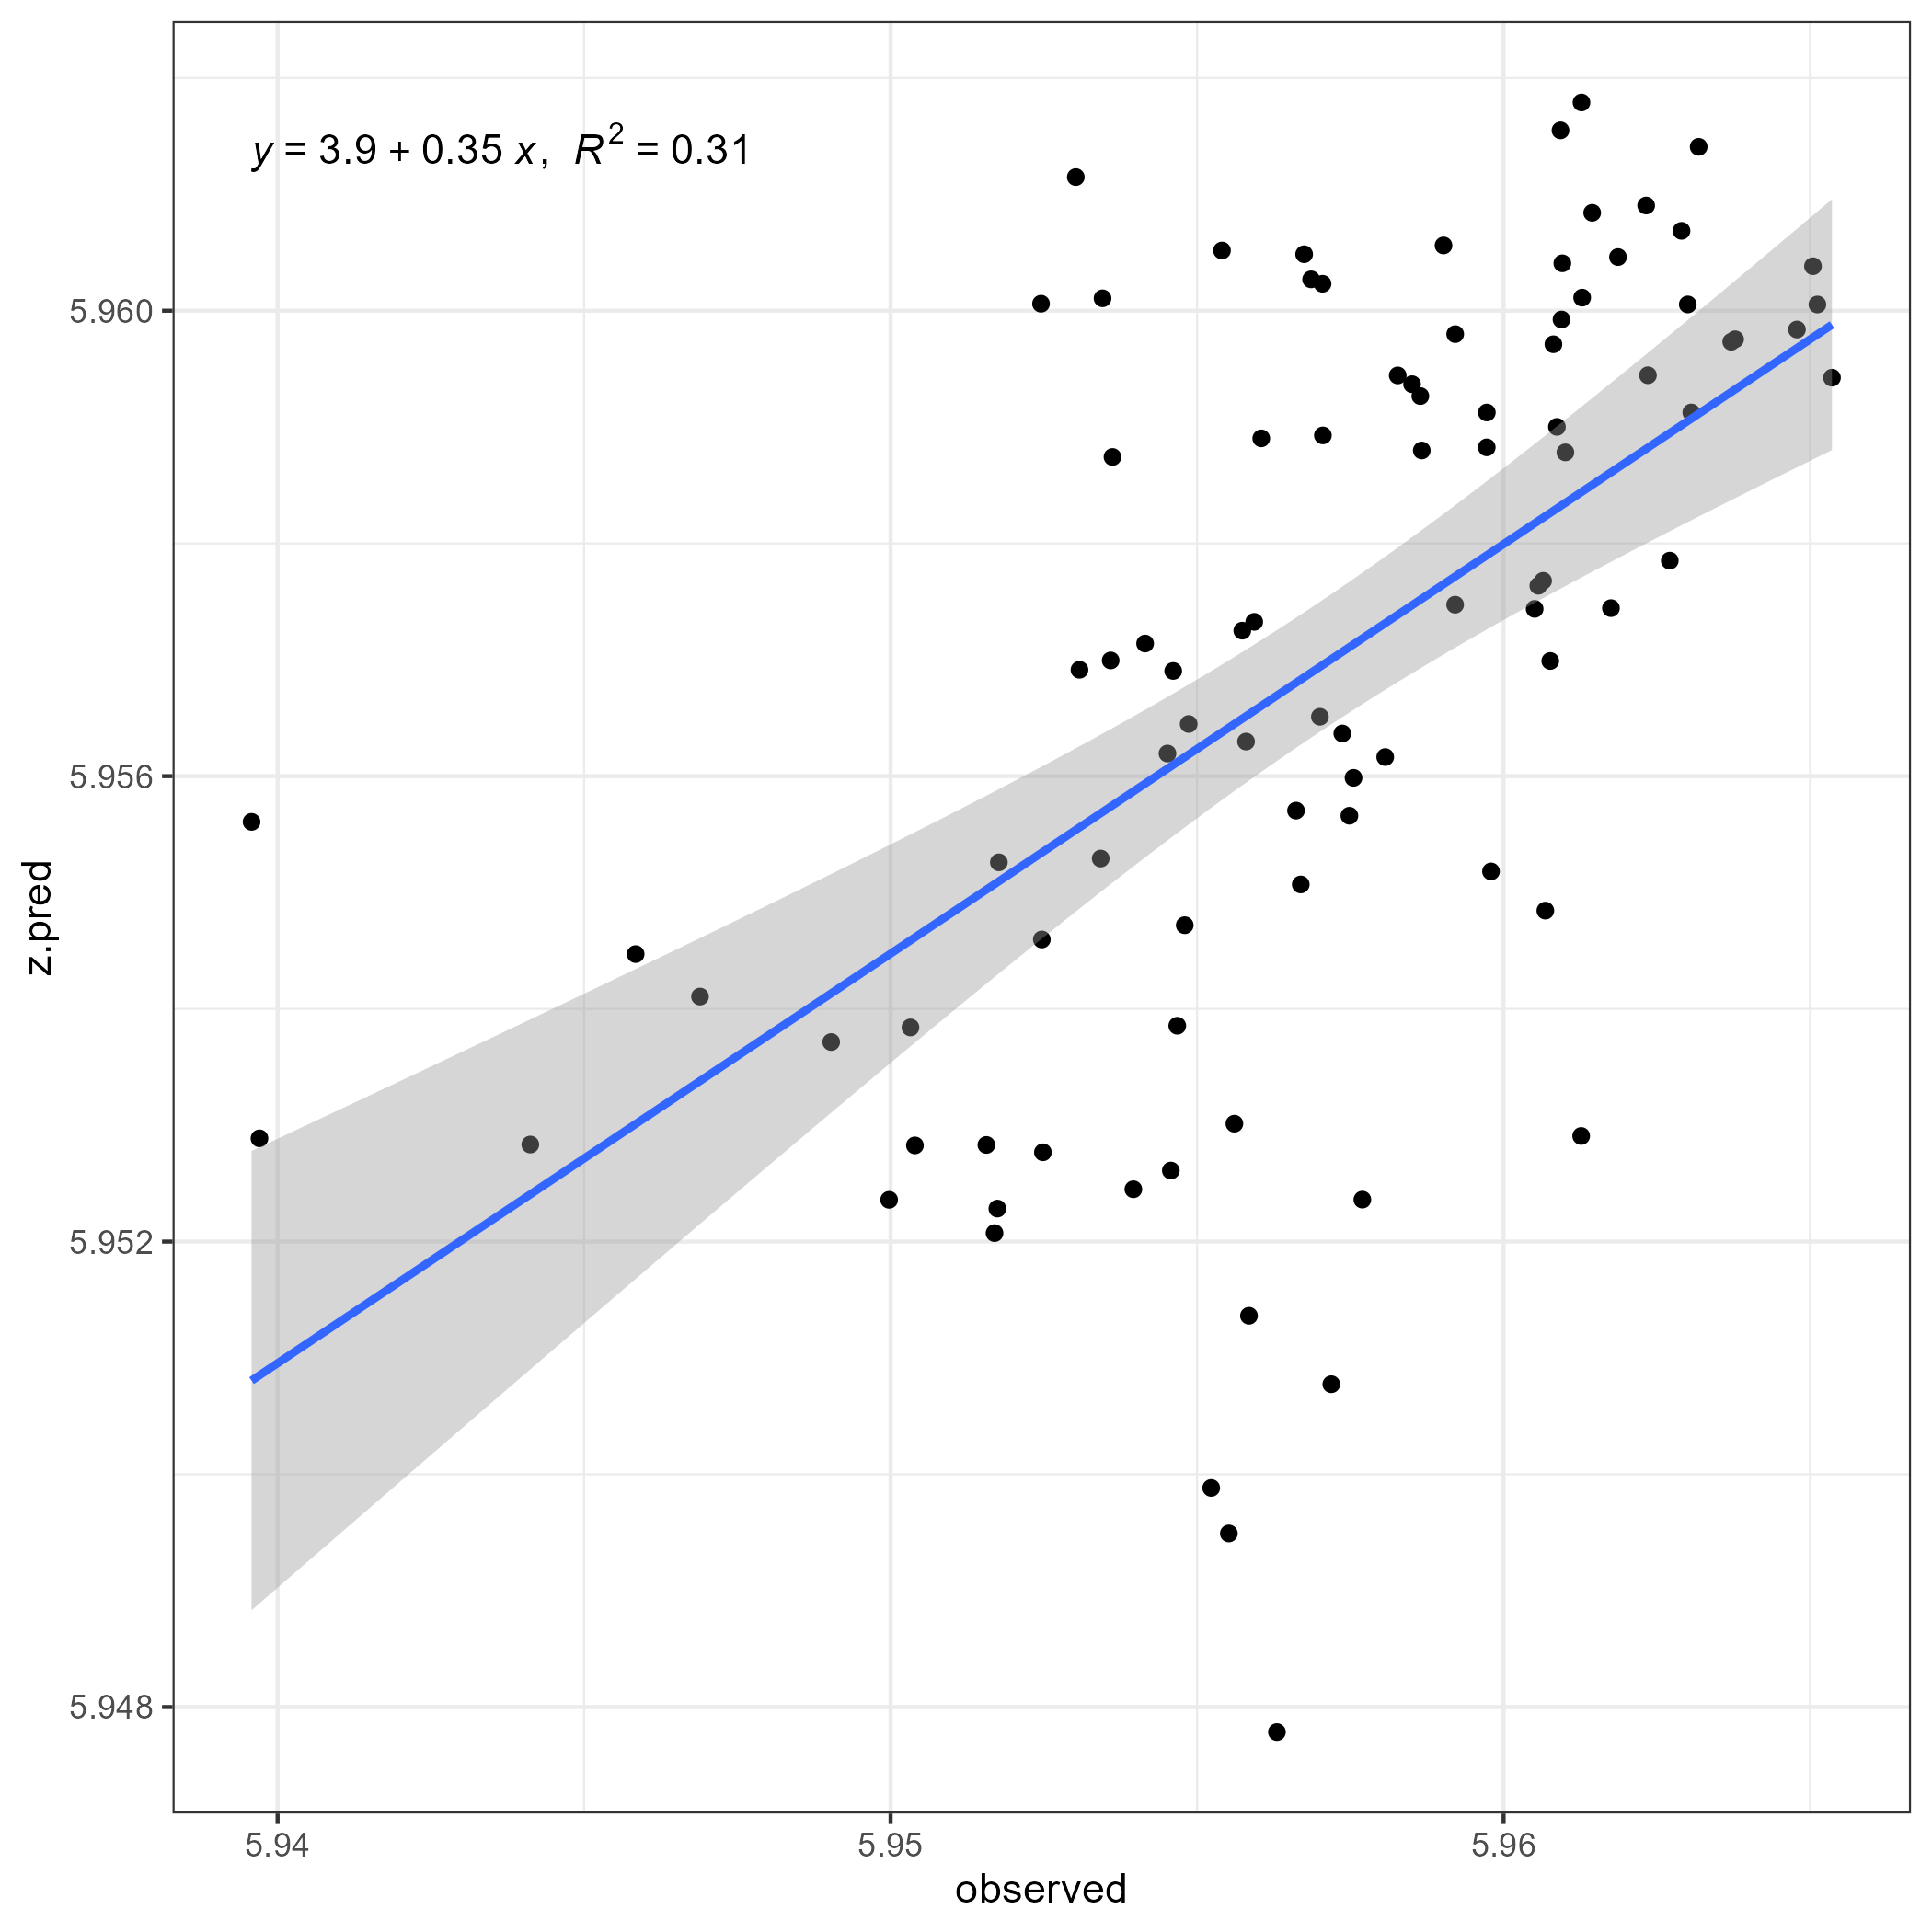 y = 3.9 + 0.35 x, R² = 0.31
5.960
5.956
5.952
5.948
z.pred
5.94 5.95 5.96
observed